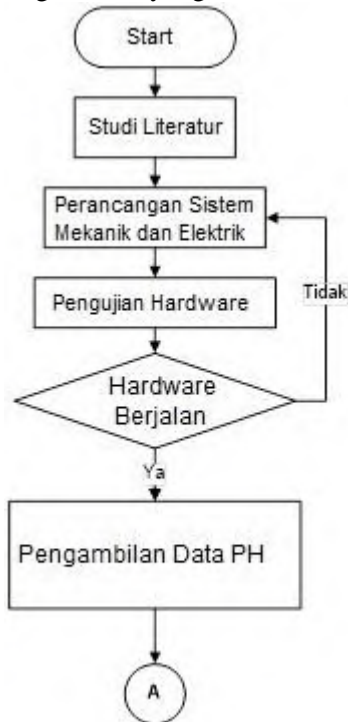 Start
Studi Literatur
Perancangan Sistem
Mekanik dan Elektrik
Pengujian Hardware
Tidak
Hardware
Berjalan
Ya
Pengambilan Data PH
A